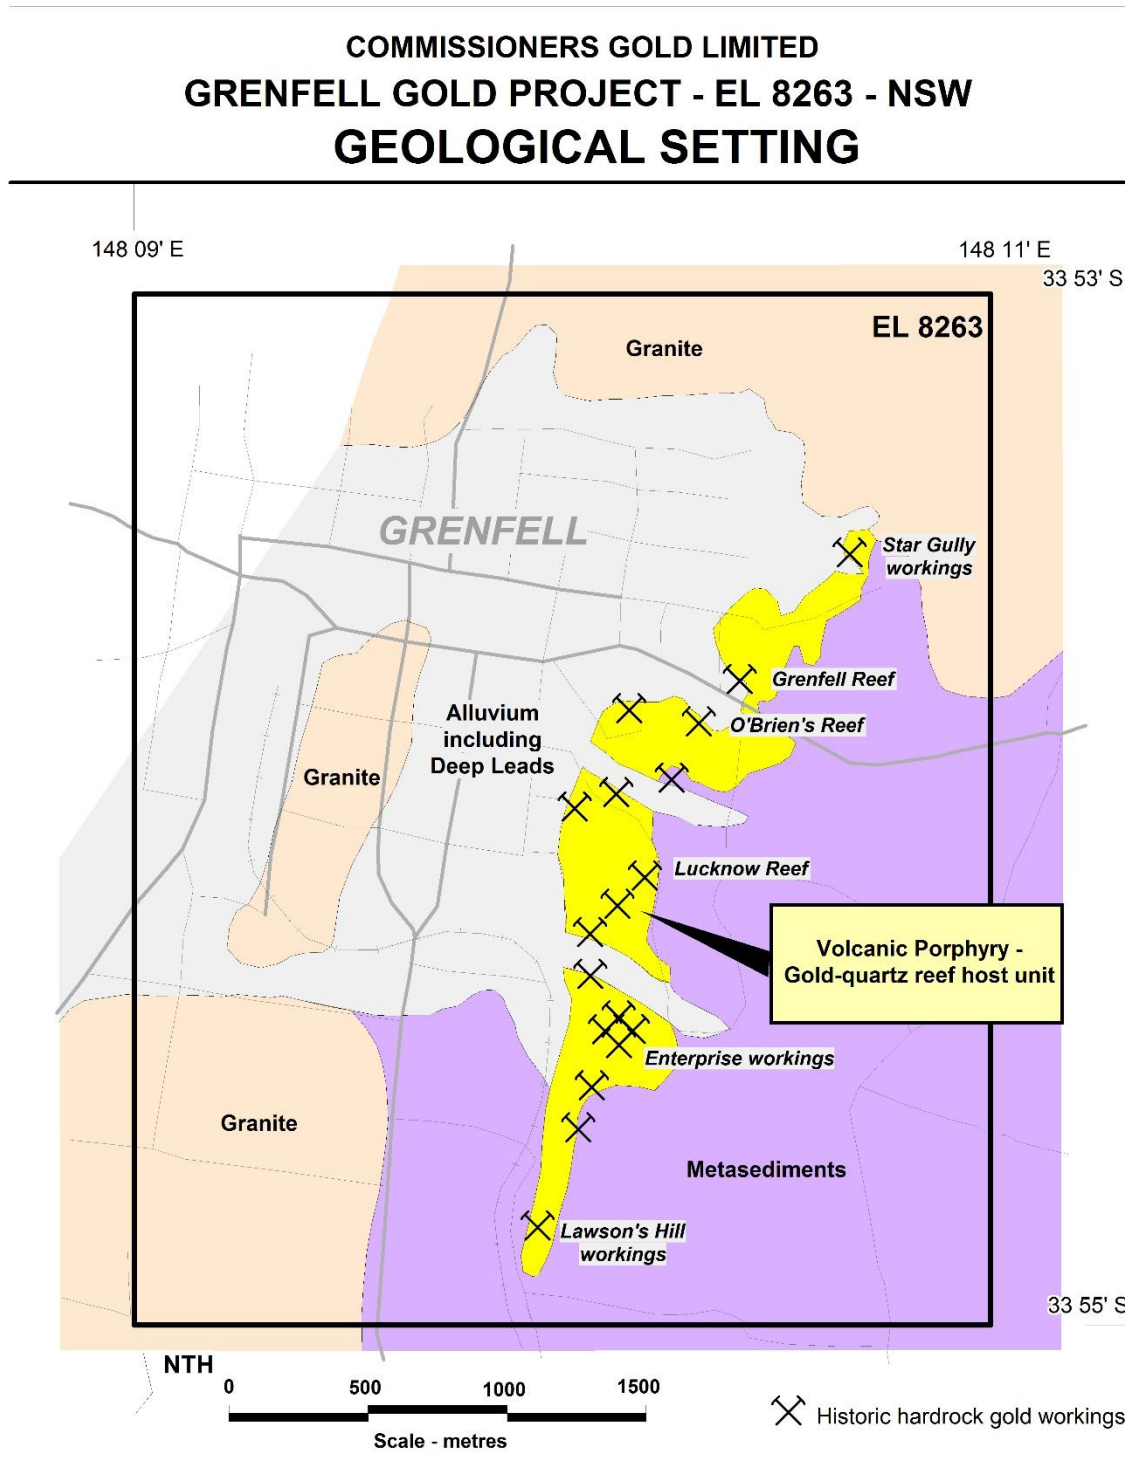 COMMISSIONERS GOLD LIMITED
GRENFELL GOLD PROJECT - EL 8263 - NSW
GEOLOGICAL SETTING
148 09' E
148 11' E
33 53' S
EL 8263
Granite
GRENFELL
Star Gully
workings
Grenfell Reef
O'Brien's Reef
Alluvium
including
Deep Leads
Granite
Lucknow Reef
Volcanic Porphyry -
Gold-quartz reef host unit
Enterprise workings
Granite
Metasediments
Lawson's Hill
workings
33 55' S
NTH
0 500 1000 1500
Scale - metres
Historic hardrock gold workings